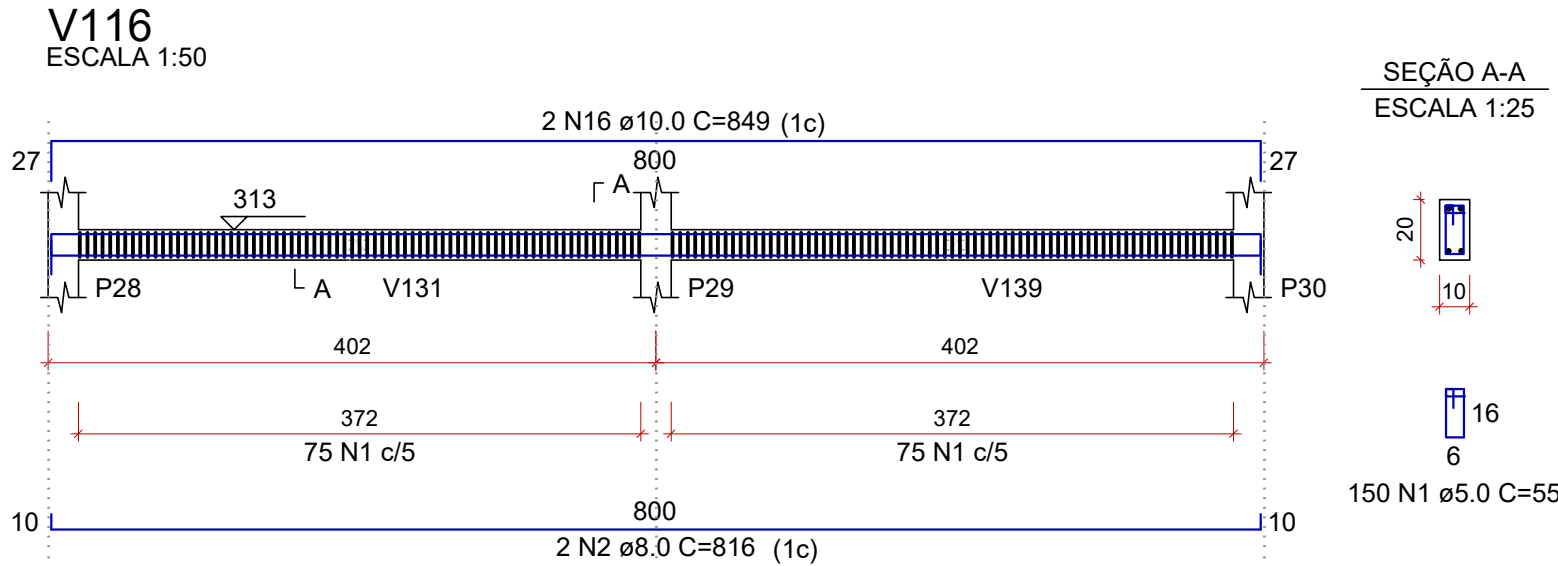 V116
ESCALA 1:50
SEÇÃO A-A
ESCALA 1:25
2 N16 ø10.0 C=849 (1c)
27
800
27
A
313
20
P28
A
V131
P29
V139
P30
10
402
402
372
372
75 N1 c/5
75 N1 c/5
16
6
150 N1 ø5.0 C=55
10
800
10
2 N2 ø8.0 C=816 (1c)